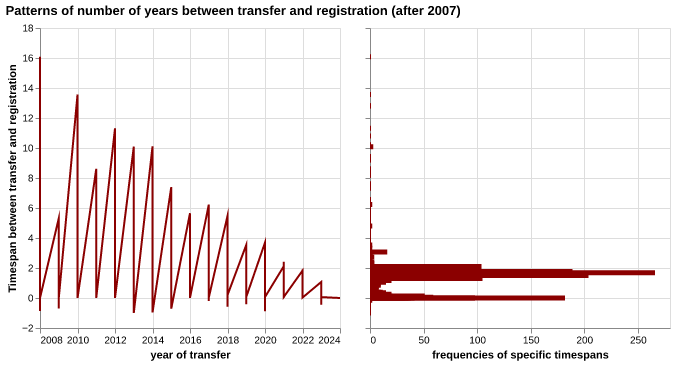 Patterns of number of years between transfer and registration (after 2007)
Timespan between transfer and registration
18
16
14
12
10
8
6
4
2
0
−2
2008 2010 2012 2014 2016 2018 2020 2022 2024
year of transfer
0 50 100 150 200 250
frequencies of specific timespans